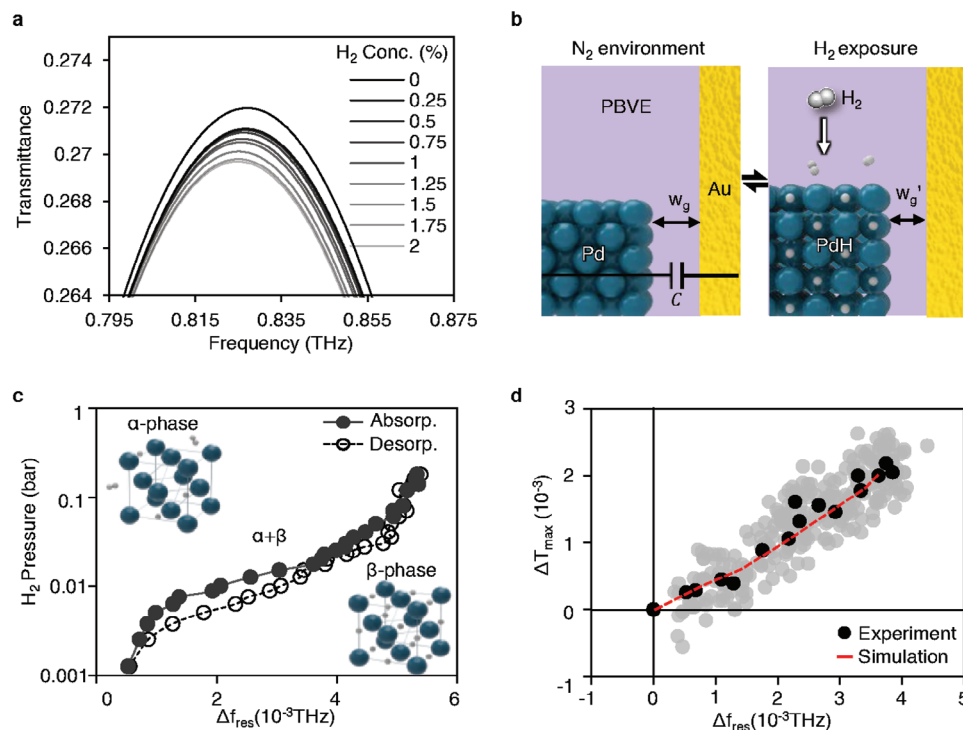 a
H2 Conc. (%)
0
0.25
0.5
0.75
1
1.25
1.5
1.75
2
0.274
0.272
0.27
0.268
0.266
0.264
Transmittance
0.795 0.815 0.835 0.855 0.875
Frequency (THz)
b
N2 environment
H2 exposure
PBVE
H2
Au
wg
wg'
Pd
PdH
C
c
α-phase
Absorp.
Desorp.
α+β
β-phase
1
0.1
0.01
0.001
H2 Pressure (bar)
0 2 4 6
Δfres(10-3THz)
d
3
2
1
0
-1
ΔTmax (10-3)
Experiment
Simulation
0 1 2 3 4 5
Δfres(10-3THz)